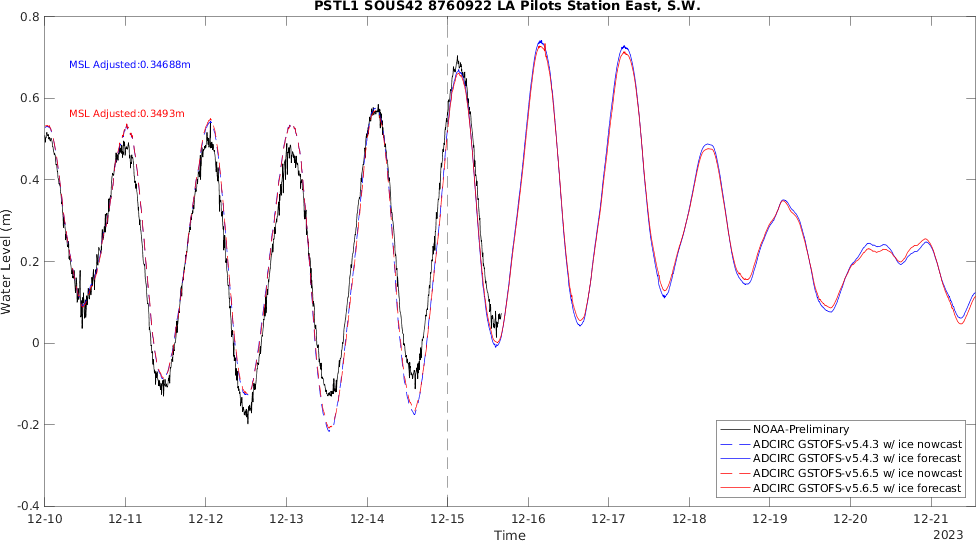 PSTL1 SOUS42 8760922 LA Pilots Station East, S.W.
0.8
MSL Adjusted:0.34688m
0.6
MSL Adjusted:0.3493m
0.4
Water Level (m)
0.2
0
-0.2
NOAA-Preliminary
ADCIRC GSTOFS-v5.4.3 w/ ice nowcast
ADCIRC GSTOFS-v5.4.3 w/ ice forecast
ADCIRC GSTOFS-v5.6.5 w/ ice nowcast
ADCIRC GSTOFS-v5.6.5 w/ ice forecast
-0.4
12-10 12-11 12-12 12-13 12-14 12-15 12-16 12-17 12-18 12-19 12-20 12-21
Time
2023